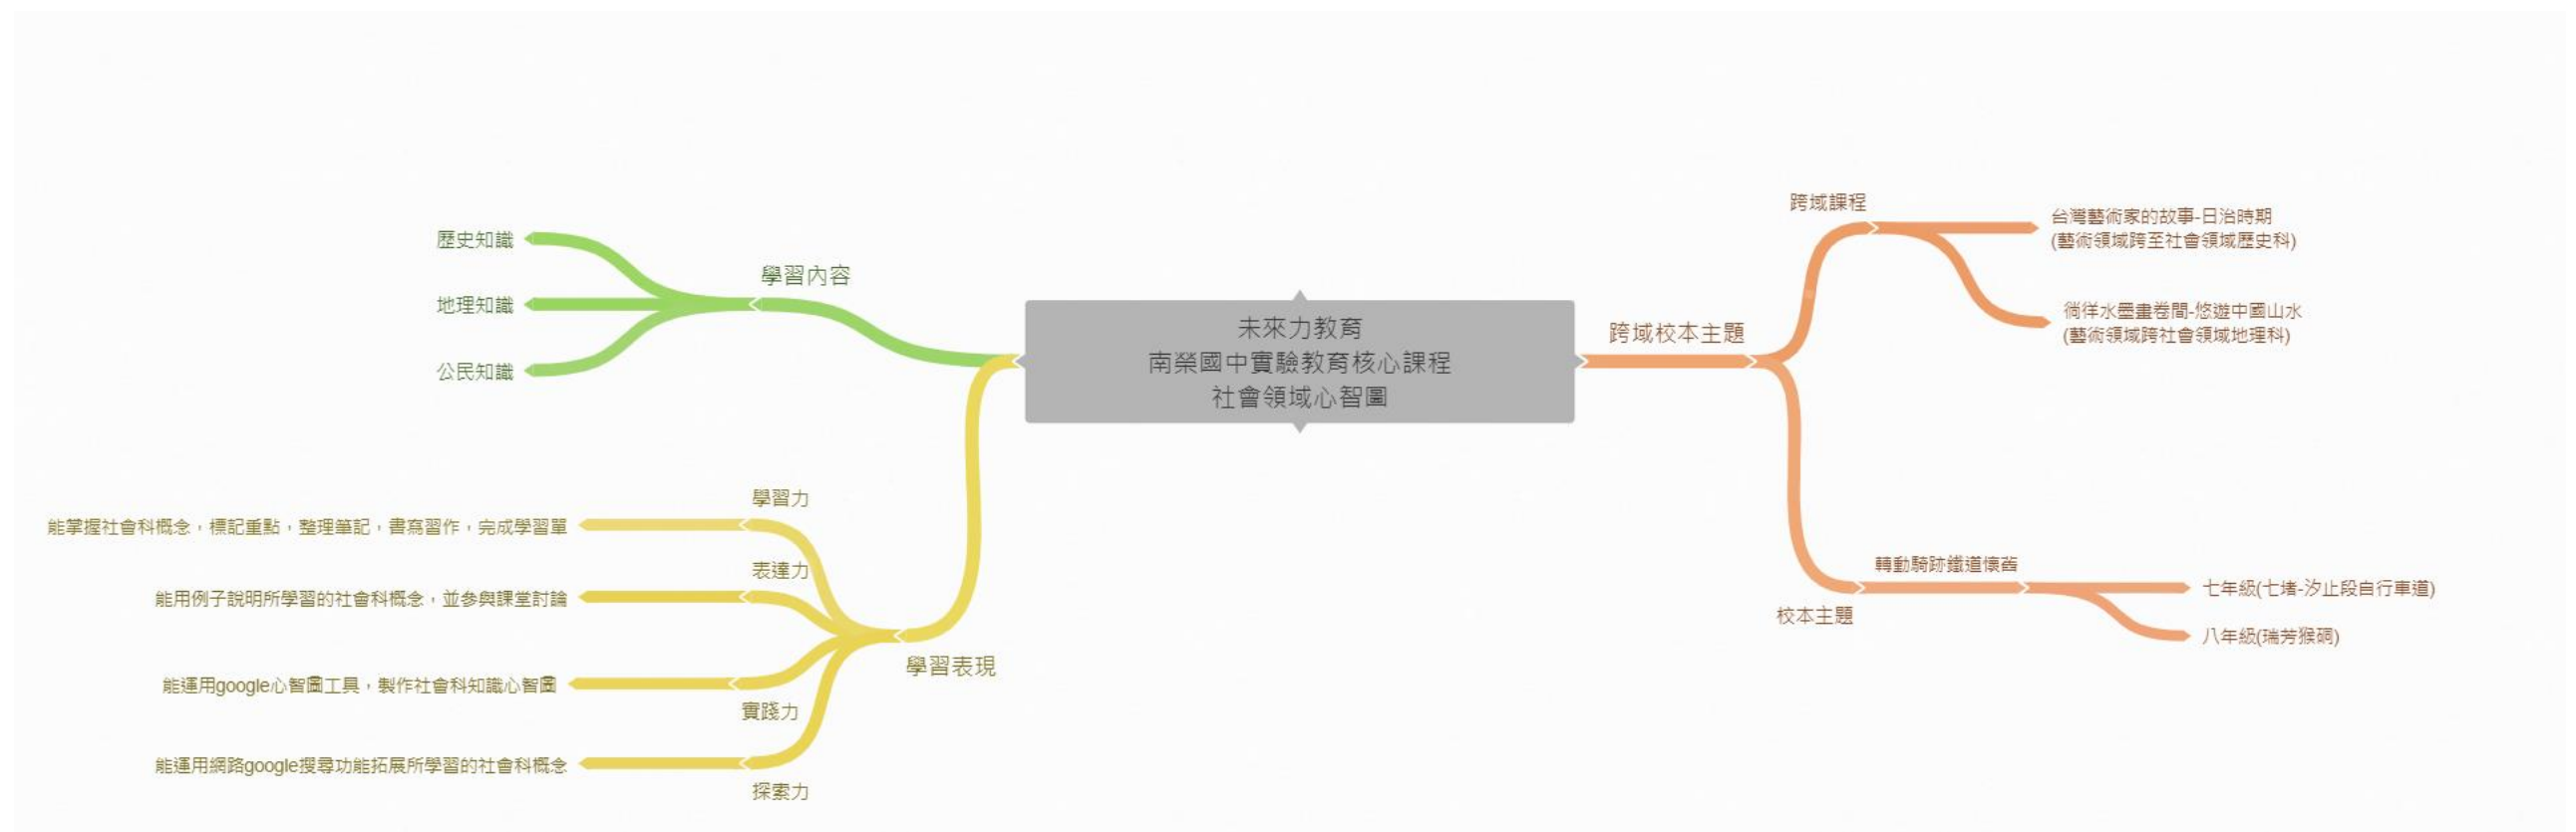 未來力教育
南榮國中實驗教育核心課程
社會領域心智圖
學習內容
歷史知識
地理知識
公民知識
學習表現
學習力
能掌握社會科概念，標記重點，整理筆記，書寫習作，完成學習單
表達力
能用例子說明所學習的社會科概念，並參與課堂討論
能運用google心智圖工具，製作社會科知識心智圖
實踐力
能運用網路google搜尋功能拓展所學習的社會科概念
探索力
跨域校本主題
跨域課程
台灣藝術家的故事-日治時期
(藝術領域跨至社會領域歷史科)
徜徉水墨畫卷間-悠遊中國山水
(藝術領域跨社會領域地理科)
校本主題
轉動騎跡鐵道懷舊
七年級(七堵-汐止段自行車道)
八年級(瑞芳猴硐)